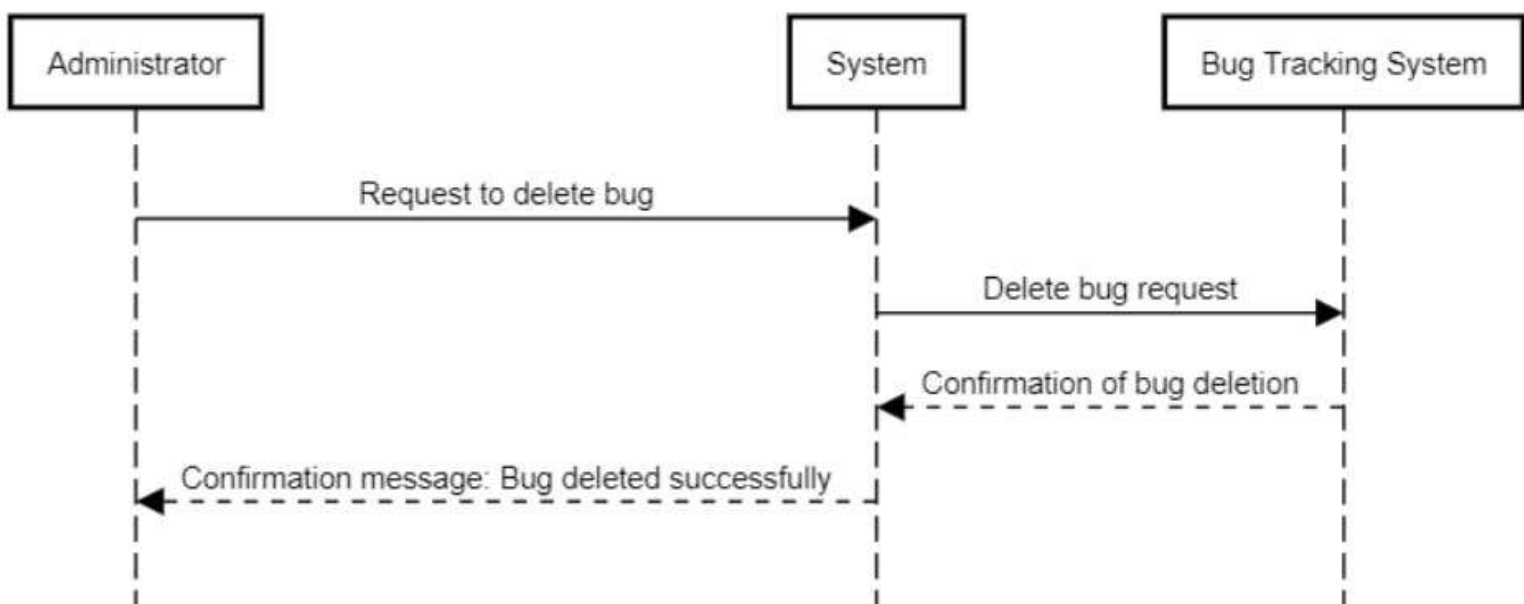 Administrator
System
Bug Tracking System
Request to delete bug
Delete bug request
Confirmation of bug deletion
Confirmation message: Bug deleted successfully